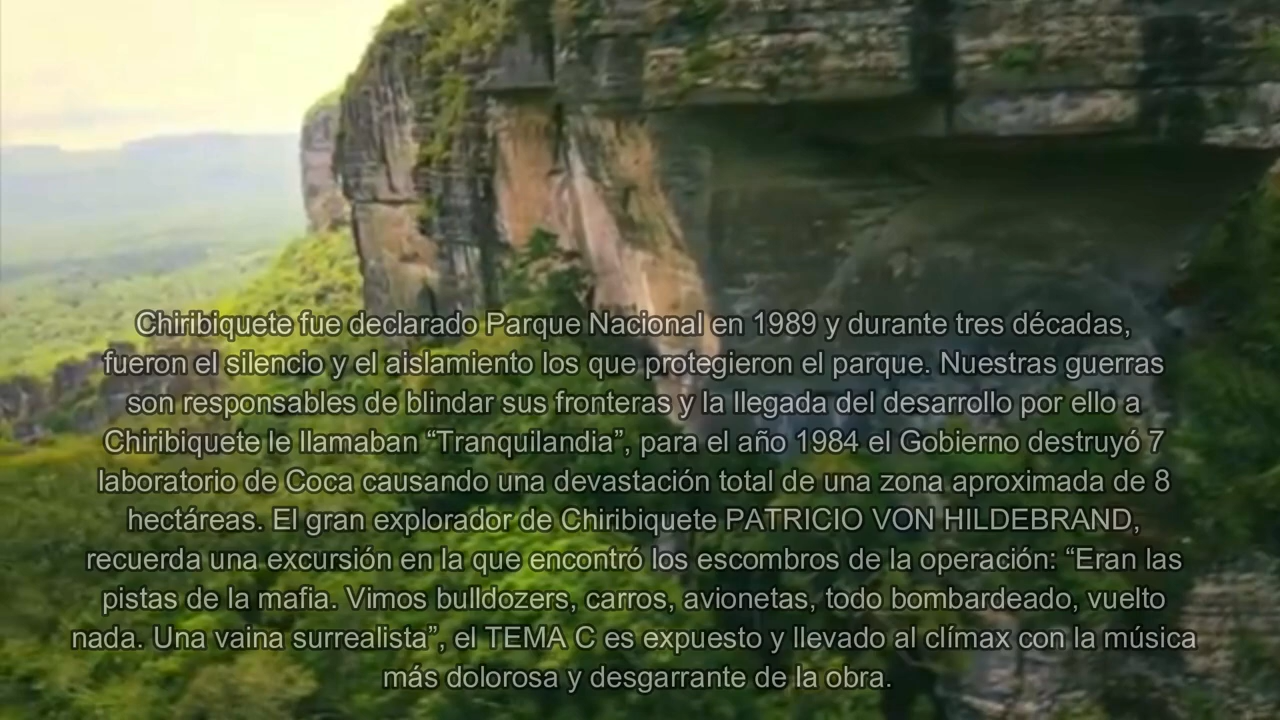 Chiribiquete fue declarado Parque Nacional en 1989 y durante tres décadas,
fueron el silencio y el aislamiento los que protegieron el parque. Nuestras guerras
son responsables de blindar sus fronteras y la llegada del desarrollo por ello a
Chiribiquete le llamaban “Tranquilandia”, para el año 1984 el Gobierno destruyó 7
laboratorio de Coca causando una devastación total de una zona aproximada de 8
hectáreas. El gran explorador de Chiribiquete PATRICIO VON HILDEBRAND,
recuerda una excursión en la que encontró los escombros de la operación: “Eran las
pistas de la mafia. Vimos bulldozers, carros, avionetas, todo bombardeado, vuelto
nada. Una vaina surrealista”, el TEMA C es expuesto y llevado al clímax con la música
más dolorosa y desgarrante de la obra.